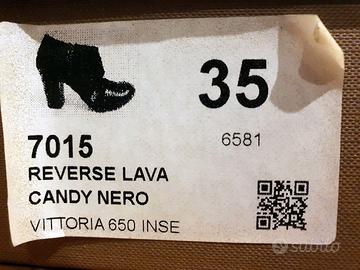 35
7015
6581
REVERSE LAVA
CANDY NERO
VITTORIA 650 INSE
subito